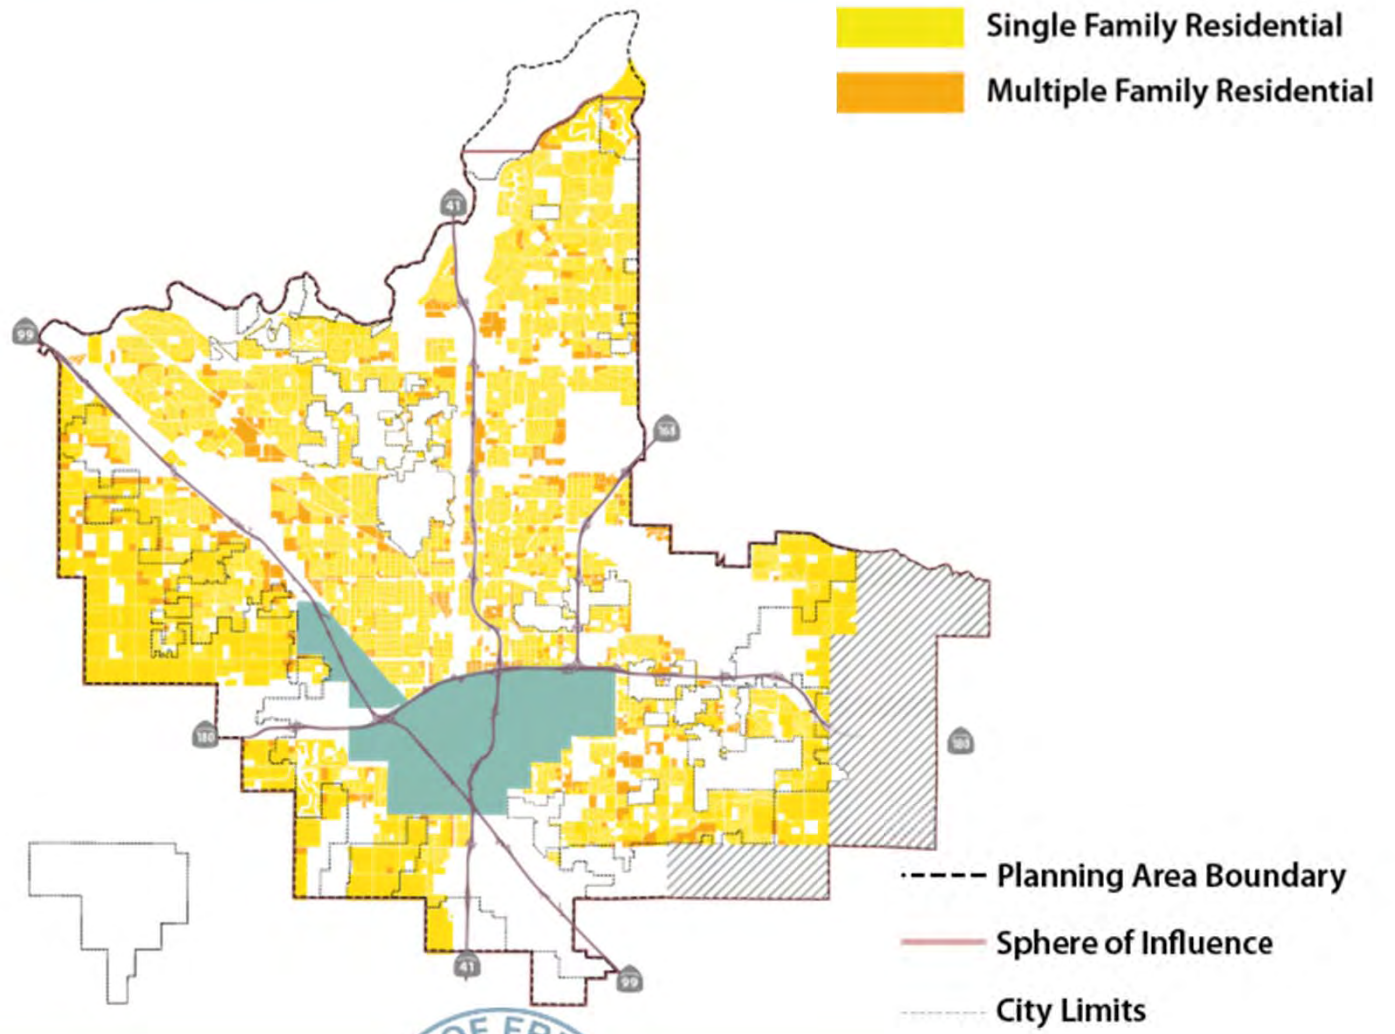 Single Family Residential
Multiple Family Residential
41
99
168
180
180
Planning Area Boundary
Sphere of Influence
41
99
City Limits